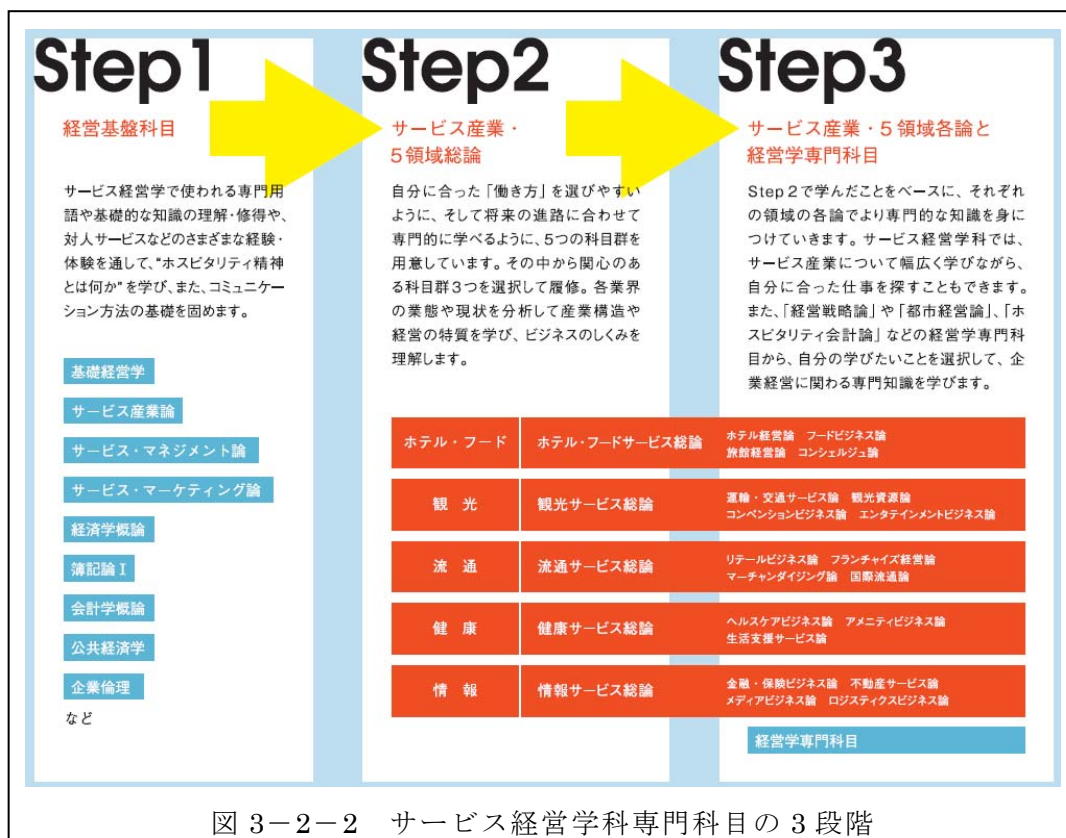 Step1
経営基盤科目
サービス経営学で使われる専門用
語や基礎的な知識の理解・修得や、
対人サービスなどのさまざまな経験・
体験を通して、“ホスピタリティ精神
とは何か”を学び、また、コミュニケー
ション方法の基礎を固めます。
基礎経営学
サービス産業論
サービス・マネジメント論
サービス・マーケティング論
経済学概論
簿記論Ⅰ
会計学概論
公共経済学
企業倫理
など
Step2
サービス産業・
5領域総論
自分に合った「働き方」を選びやすい
ように、そして将来の進路に合わせて
専門的に学べるように、5つの科目群を
用意しています。その中から関心のあ
る科目群3つを選択して履修。各業界
の業態や現状を分析して産業構造や
経営の特質を学び、ビジネスのしくみを
理解します。
Step3
サービス産業・5領域各論と
経営学専門科目
Step2で学んだことをベースに、それぞれ
の領域の各論でより専門的な知識を身に
つけていきます。サービス経営学科では、
サービス産業について幅広く学びながら、
自分に合った仕事を探すこともできます。
また、「経営戦略論」や「都市経営論」、「ホ
スピタリティ会計論」などの経営学専門科
目から、自分の学びたいことを選択して、企
業経営に関わる専門知識を学びます。
ホテル・フード ホテル・フードサービス総論 ホテル経営論 フードビジネス論
旅館経営論 コンシェルジュ論
観光 観光サービス総論 運輸・交通サービス論 観光資源論
コンベンションビジネス論 エンタテインメントビジネス論
流通 流通サービス総論 リテールビジネス論 フランチャイズ経営論
マーチャンダイジング論 国際流通論
健康 健康サービス総論 ヘルスケアビジネス論 アメニティビジネス論
生活支援サービス論
情報 情報サービス総論 金融・保険ビジネス論 不動産サービス論
メディアビジネス論 ロジスティクスビジネス論
経営学専門科目
図3−2−2 サービス経営学科専門科目の3段階